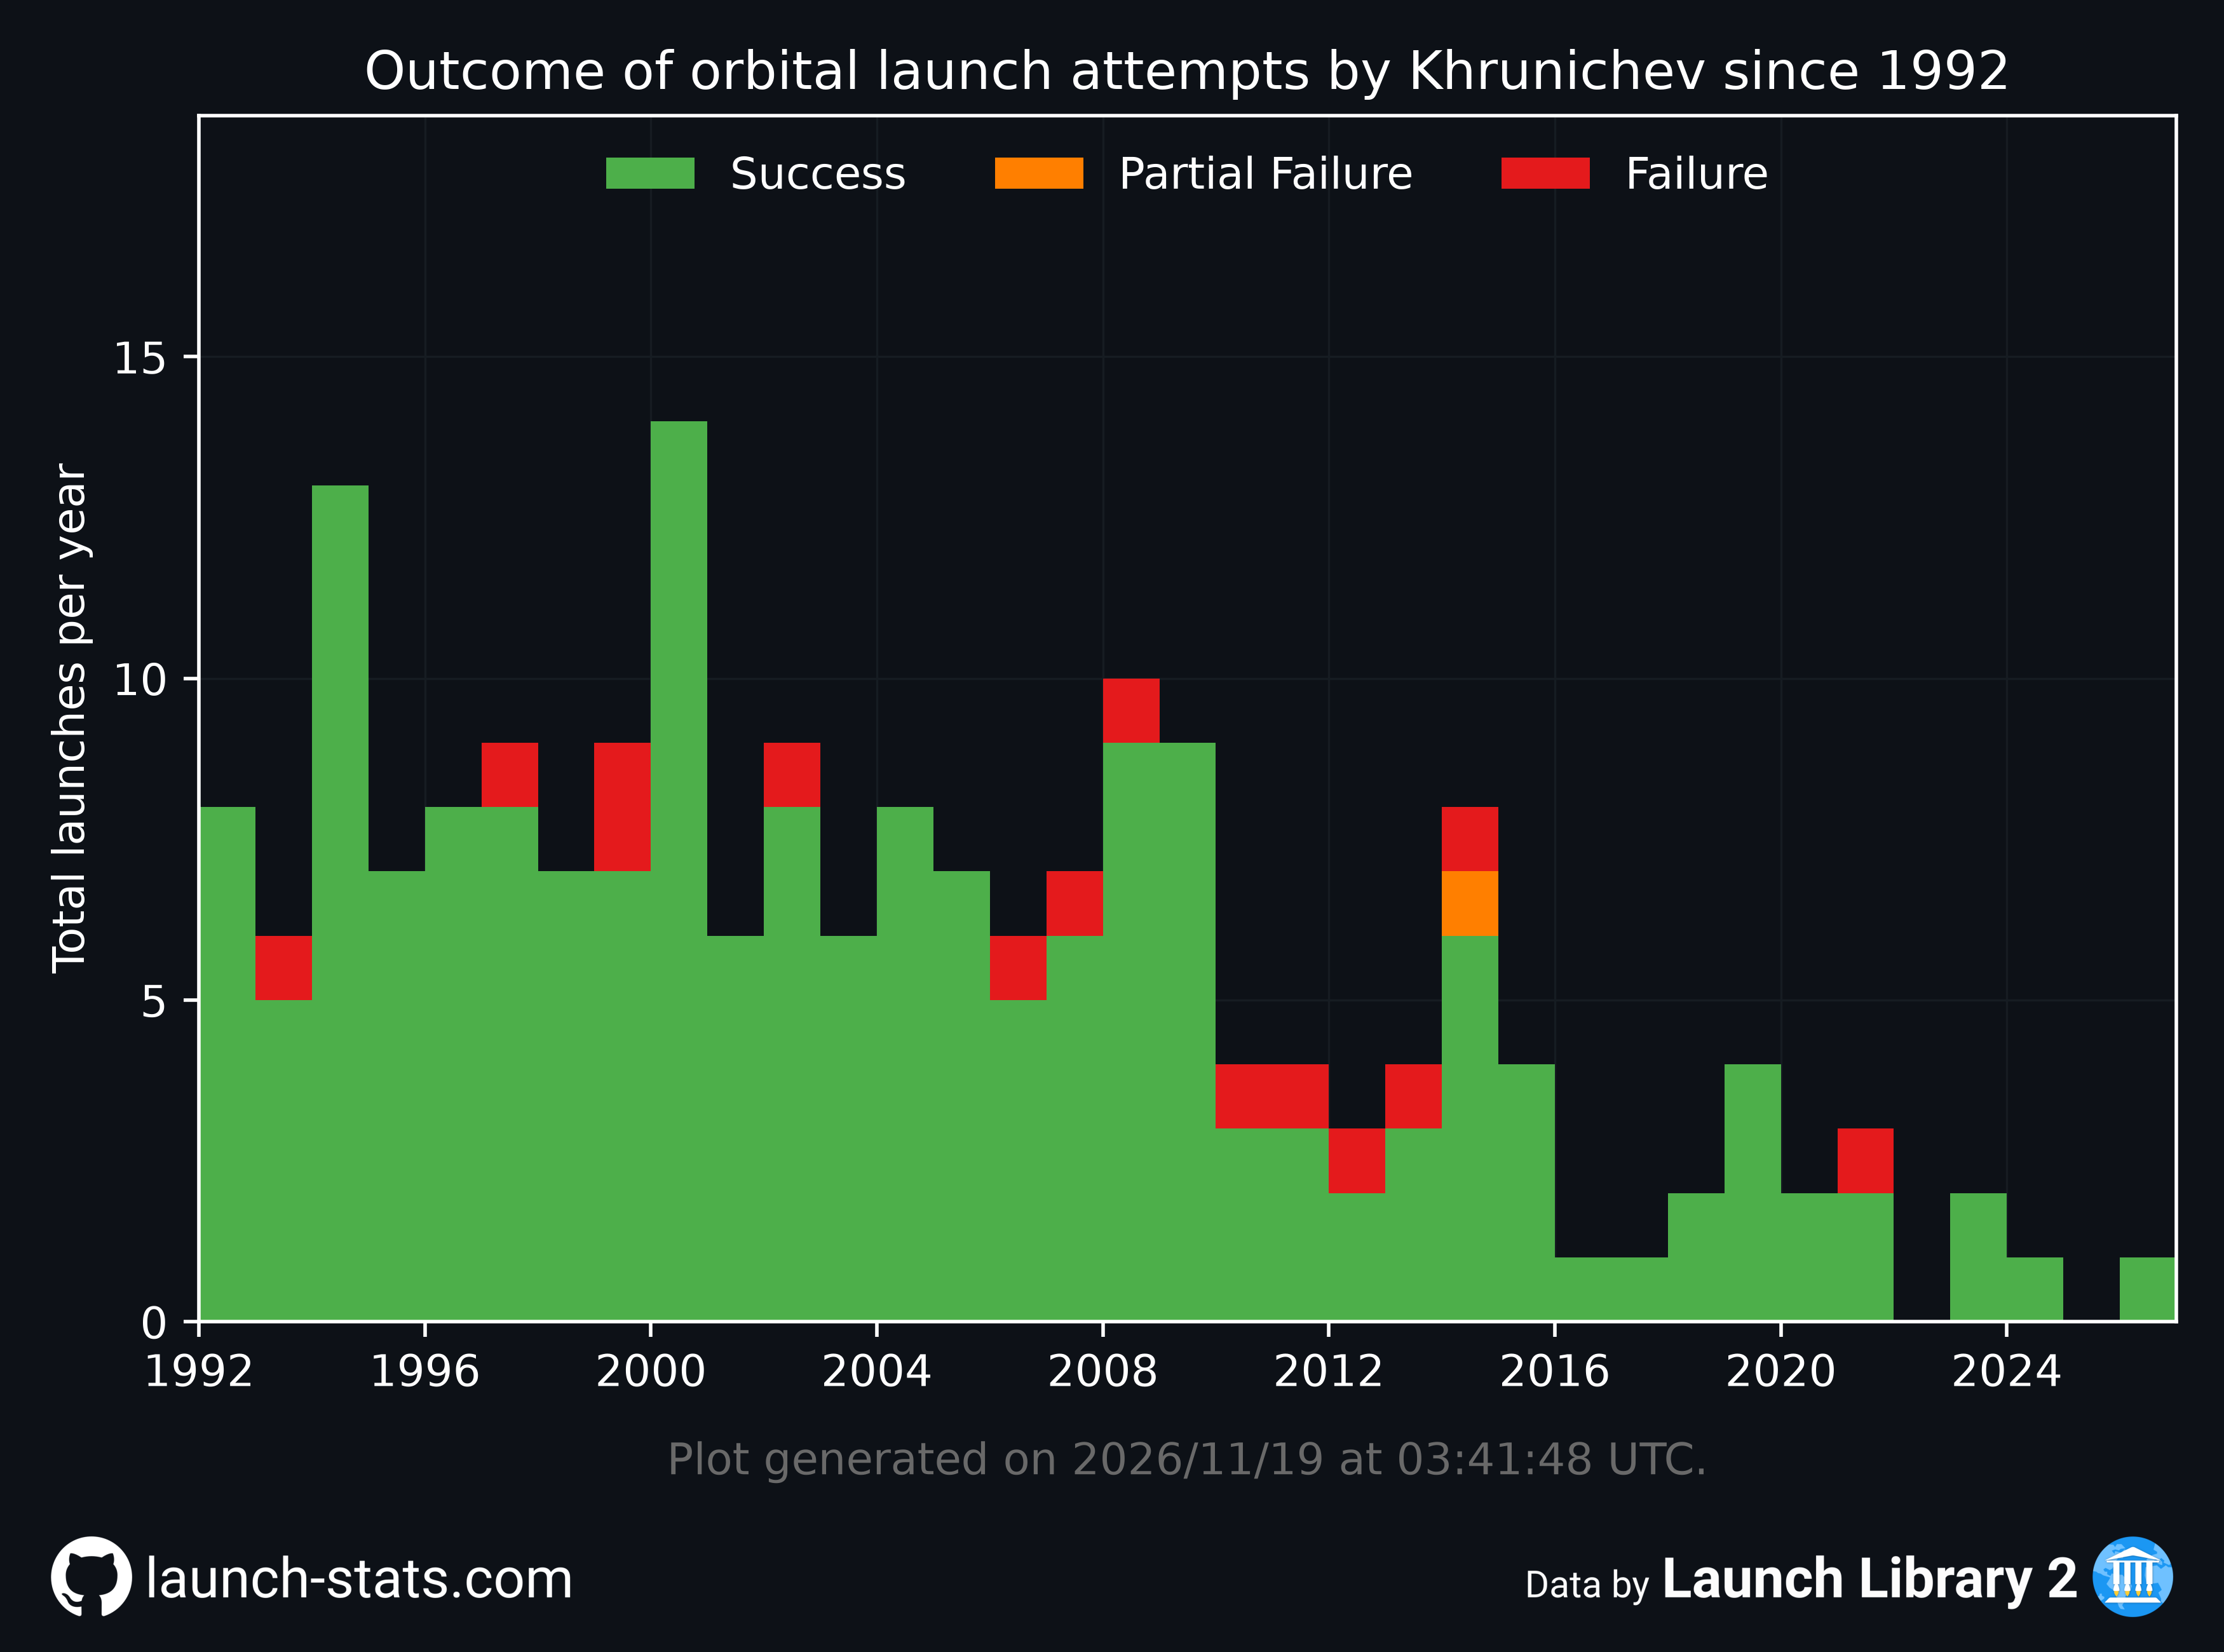 Outcome of orbital launch attempts by Khrunichev since 1992
Success Partial Failure Failure
Total launches per year
15
10
5
0
1992 1996 2000 2004 2008 2012 2016 2020 2024
Plot generated on 2026/11/19 at 03:41:48 UTC.
launch-stats.com
Data by Launch Library 2